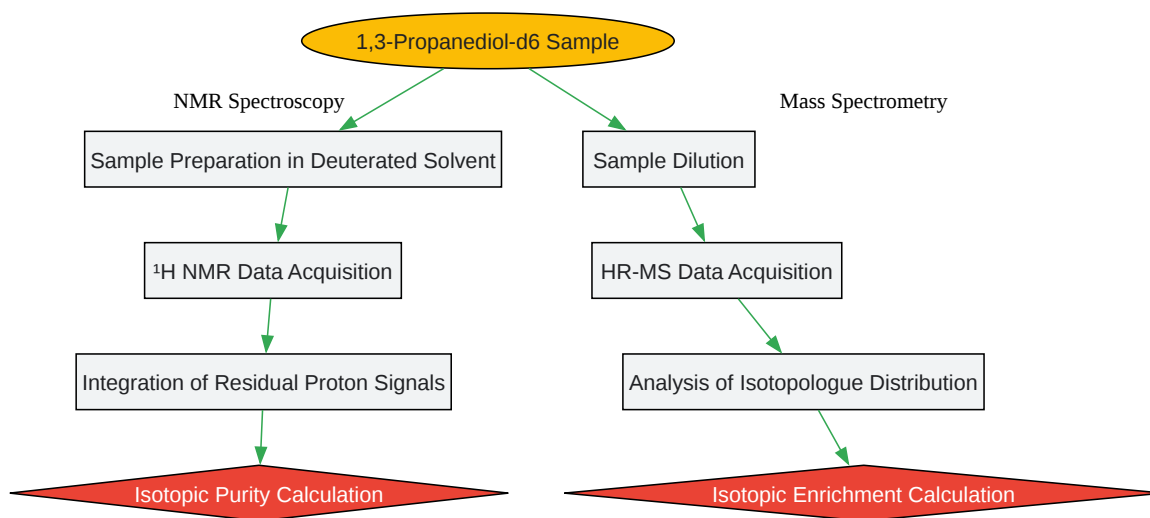 1,3-Propanediol-d6 Sample
NMR Spectroscopy
Mass Spectrometry
Sample Preparation in Deuterated Solvent
Sample Dilution
¹H NMR Data Acquisition
HR-MS Data Acquisition
Integration of Residual Proton Signals
Analysis of Isotopologue Distribution
Isotopic Purity Calculation
Isotopic Enrichment Calculation